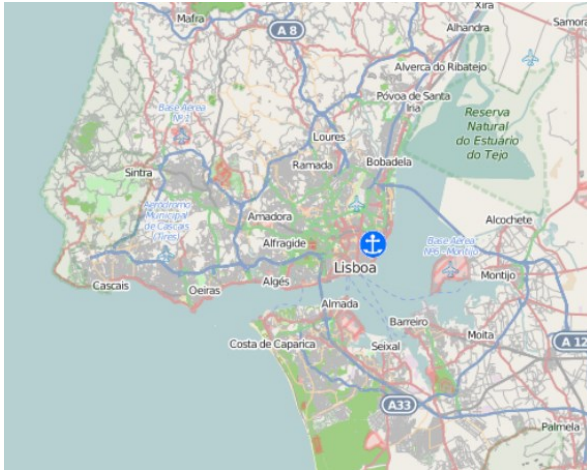 Xira
Mafra
A 8
Samora
Alhandra
Alverca do Ribatejo
Póvoa de Santa
Iria
Base Aérea
Nº 1
Reserva
Natural
do Estuário
do Tejo
Loures
Ramada
Bobadela
Sintra
Aeródromo
Municipal
de Cascais
(Tires)
Amadora
Alcochete
Alfragide
Base Aérea
Nº6 - Montijo
Lisboa
Montijo
Cascais
Oeiras
Algés
Almada
Barreiro
Moita
Costa de Caparica
Seixal
A 12
A33
Palmela